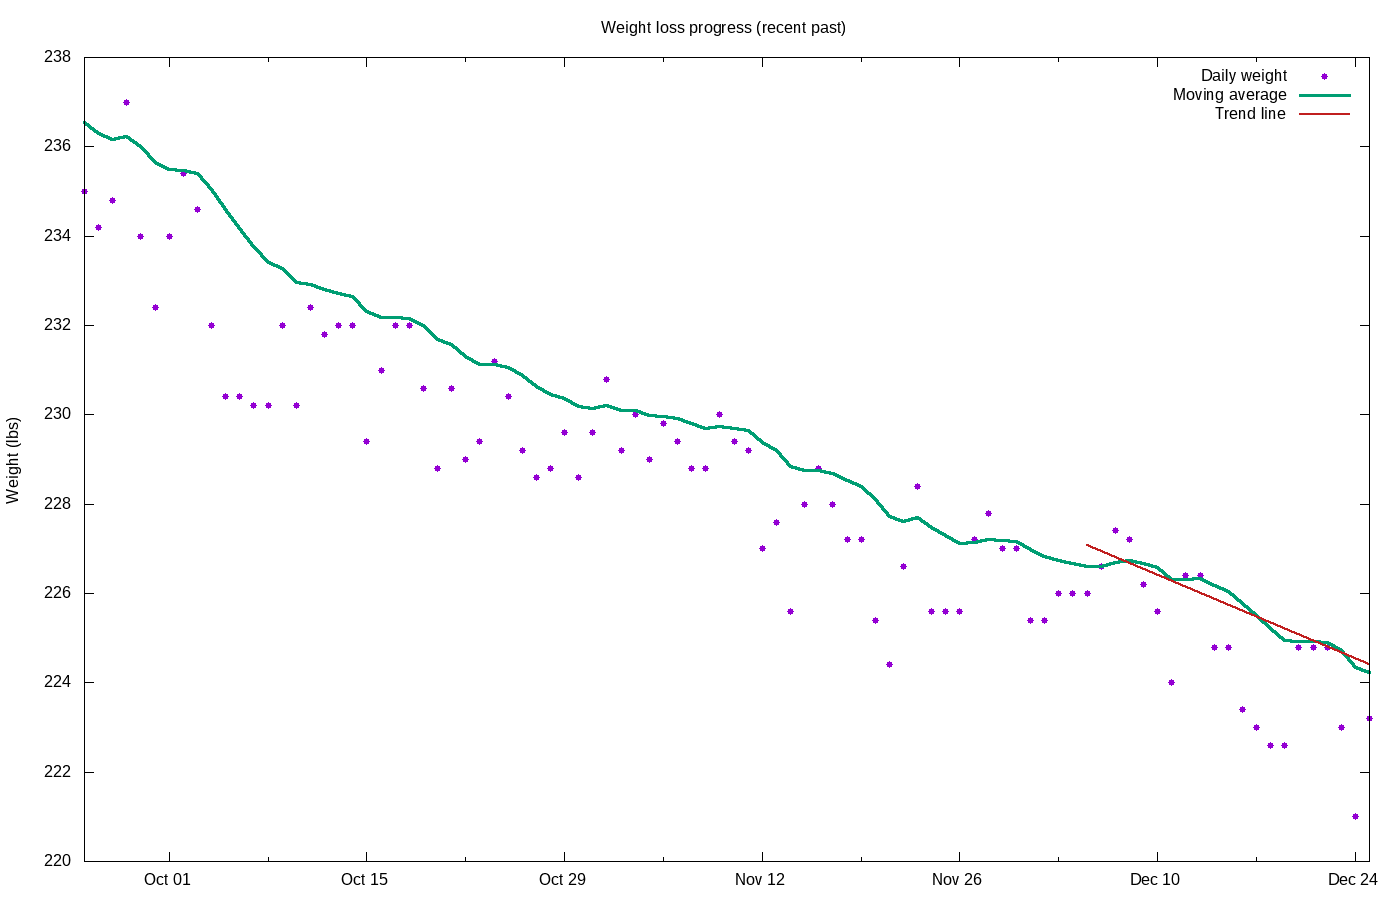 Weight loss progress (recent past)
Daily weight
Moving average
Trend line
238
236
234
232
230
228
226
224
222
220
Weight (lbs)
Oct 01 Oct 15 Oct 29 Nov 12 Nov 26 Dec 10 Dec 24